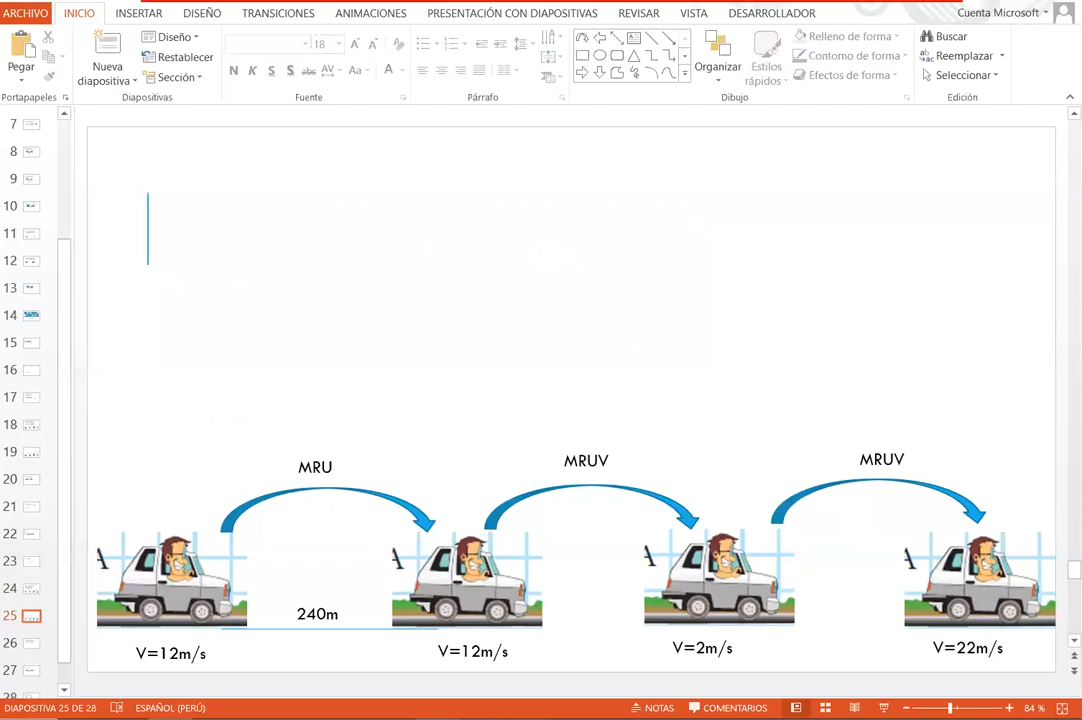 ARCHIVO INICIO INSERTAR DISEÑO TRANSICIONES ANIMACIONES PRESENTACIÓN CON DIAPOSITIVAS REVISAR VISTA DESARROLLADOR Cuenta Microsoft
Pegar
Portapapeles
Nueva diapositiva
Diseño
Restablecer
Sección
Diapositivas
18
N K S S abc AV Aa A
Fuente
Párrafo
Organizar
Estilos rápidos
Relleno de forma
Contorno de forma
Efectos de forma
Dibujo
Buscar
Reemplazar
Seleccionar
Edición
7
8
9
10
11
12
13
14
15
16
17
18
19
20
21
22
23
24
25
26
27
28
MRU MRUV MRUV
240m
V=12m/s V=12m/s V=2m/s V=22m/s
DIAPOSITIVA 25 DE 28 ESPAÑOL (PERÚ) NOTAS COMENTARIOS 84 %